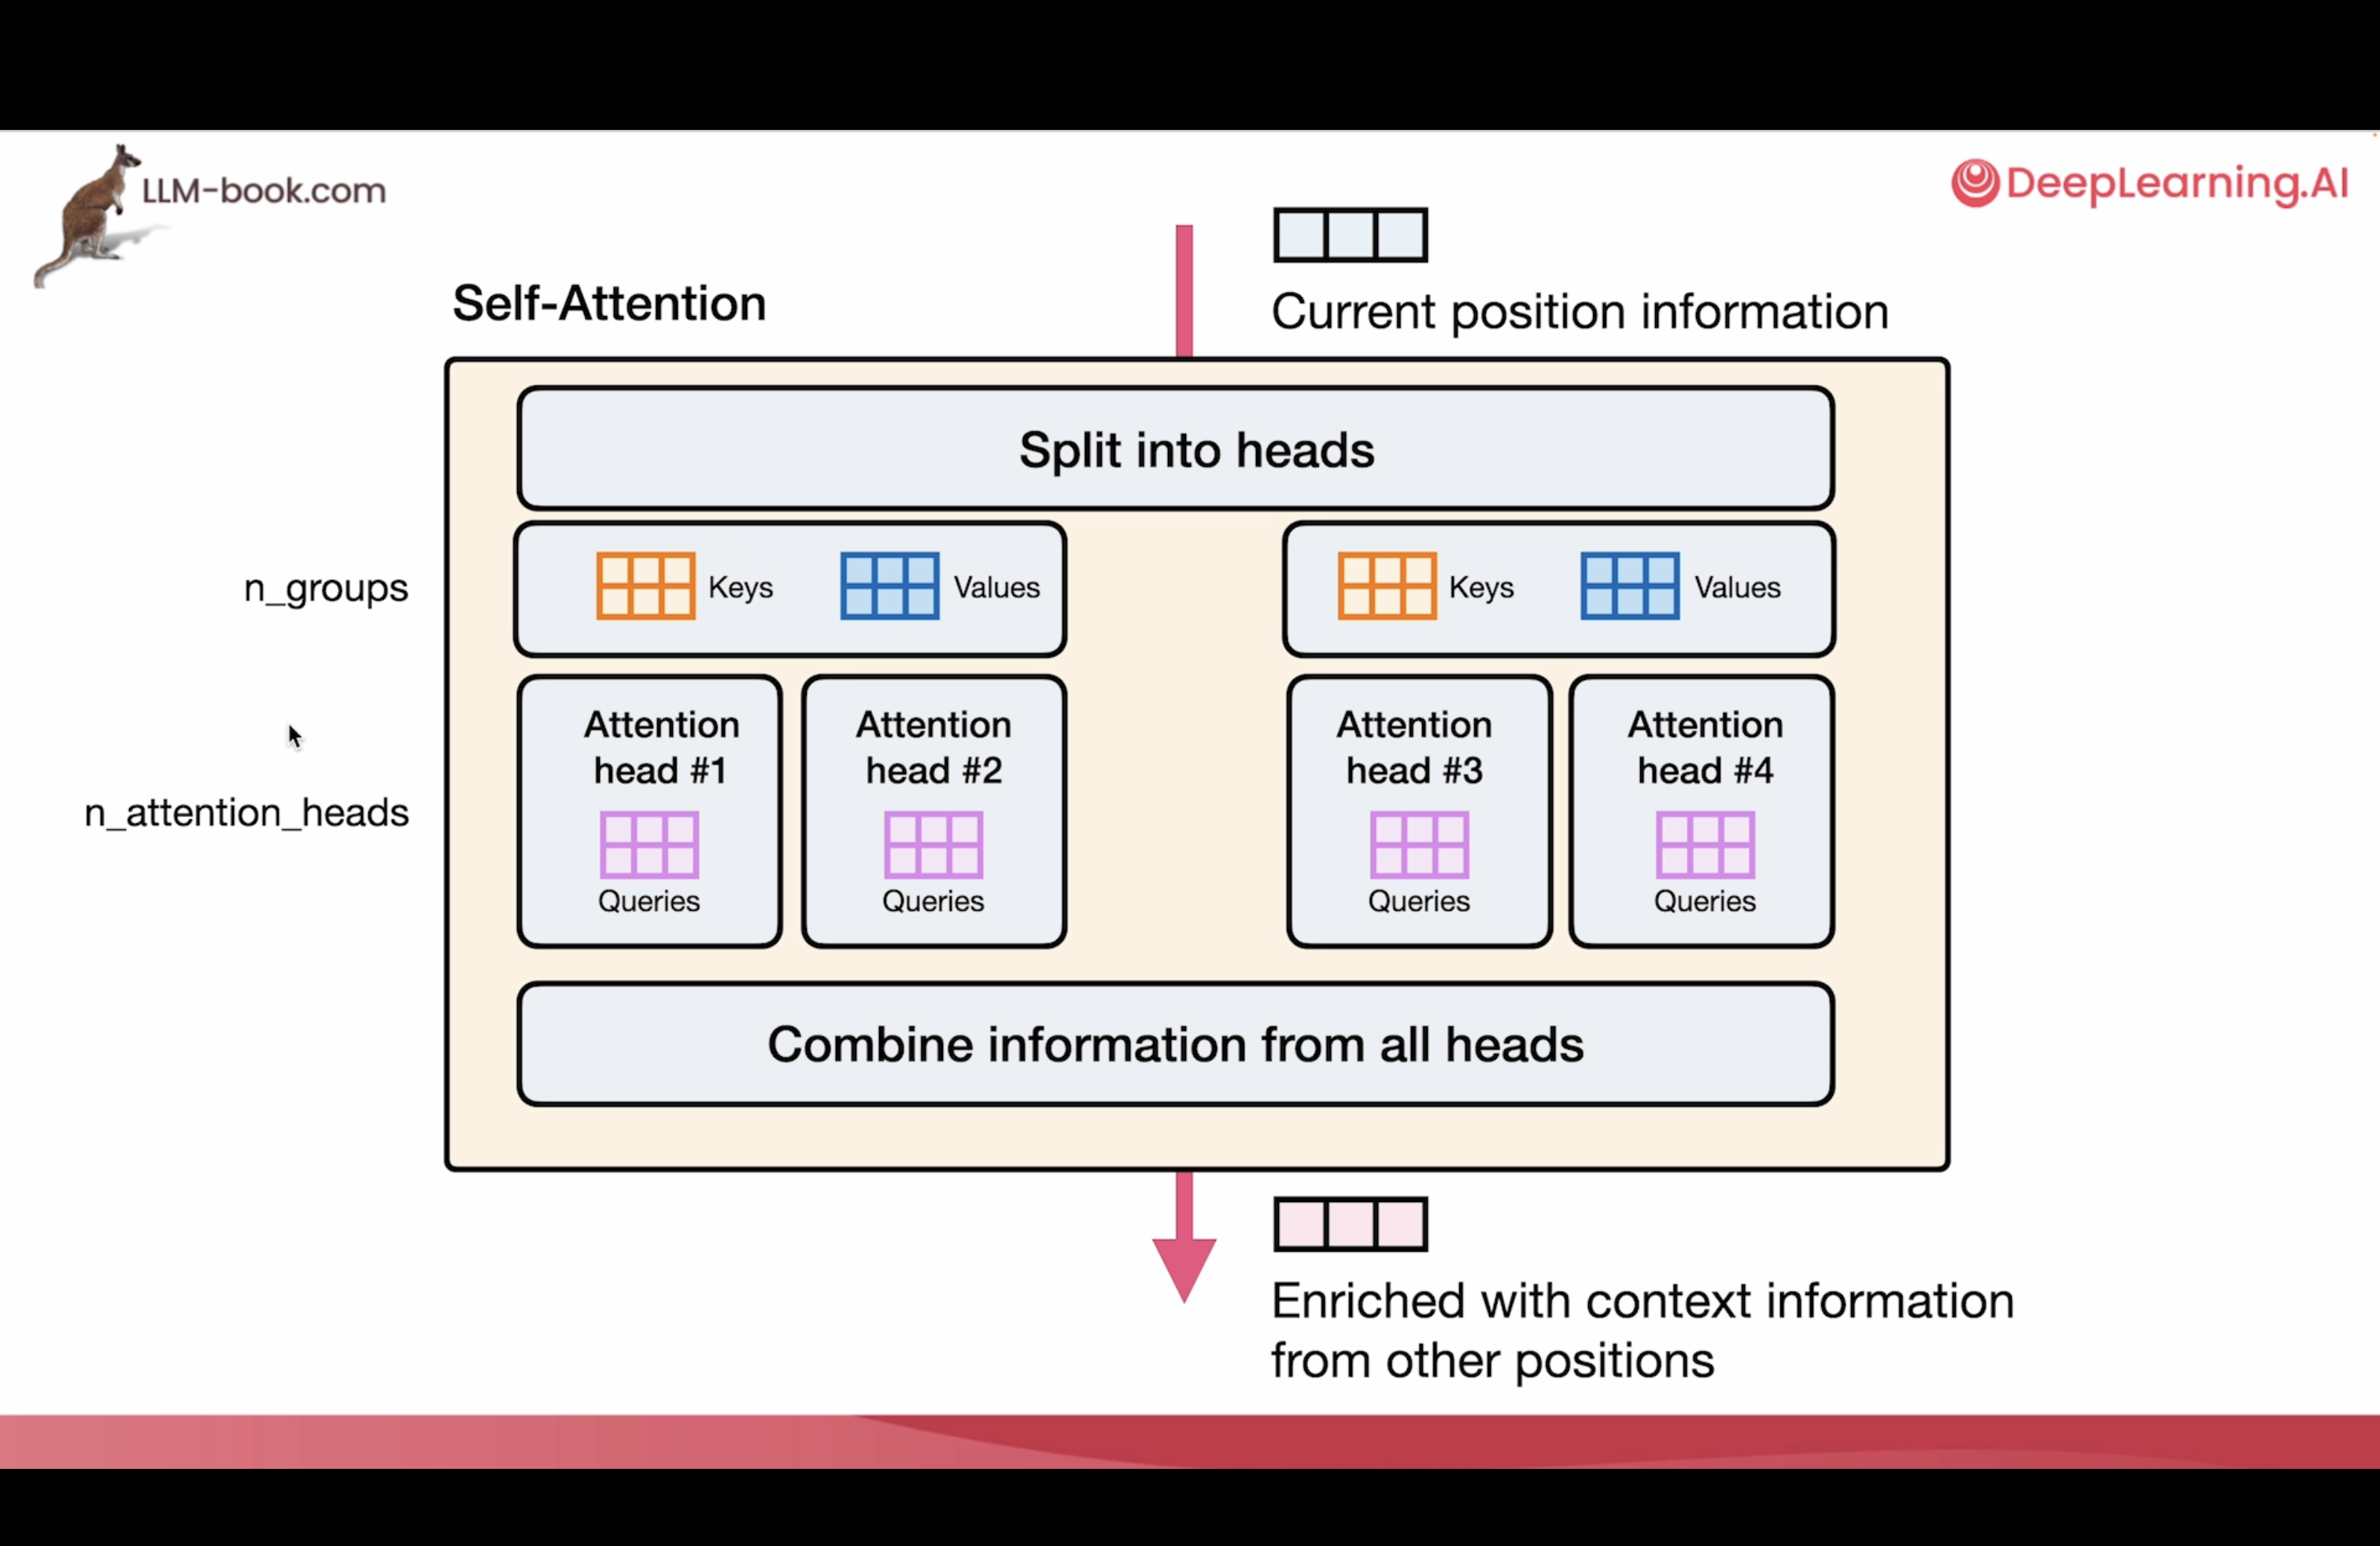 LLM-book.com
DeepLearning.AI
Self-Attention
Current position information
Split into heads
n_groups
Keys
Values
Keys
Values
n_attention_heads
Attention
head #1
Queries
Attention
head #2
Queries
Attention
head #3
Queries
Attention
head #4
Queries
Combine information from all heads
Enriched with context information
from other positions